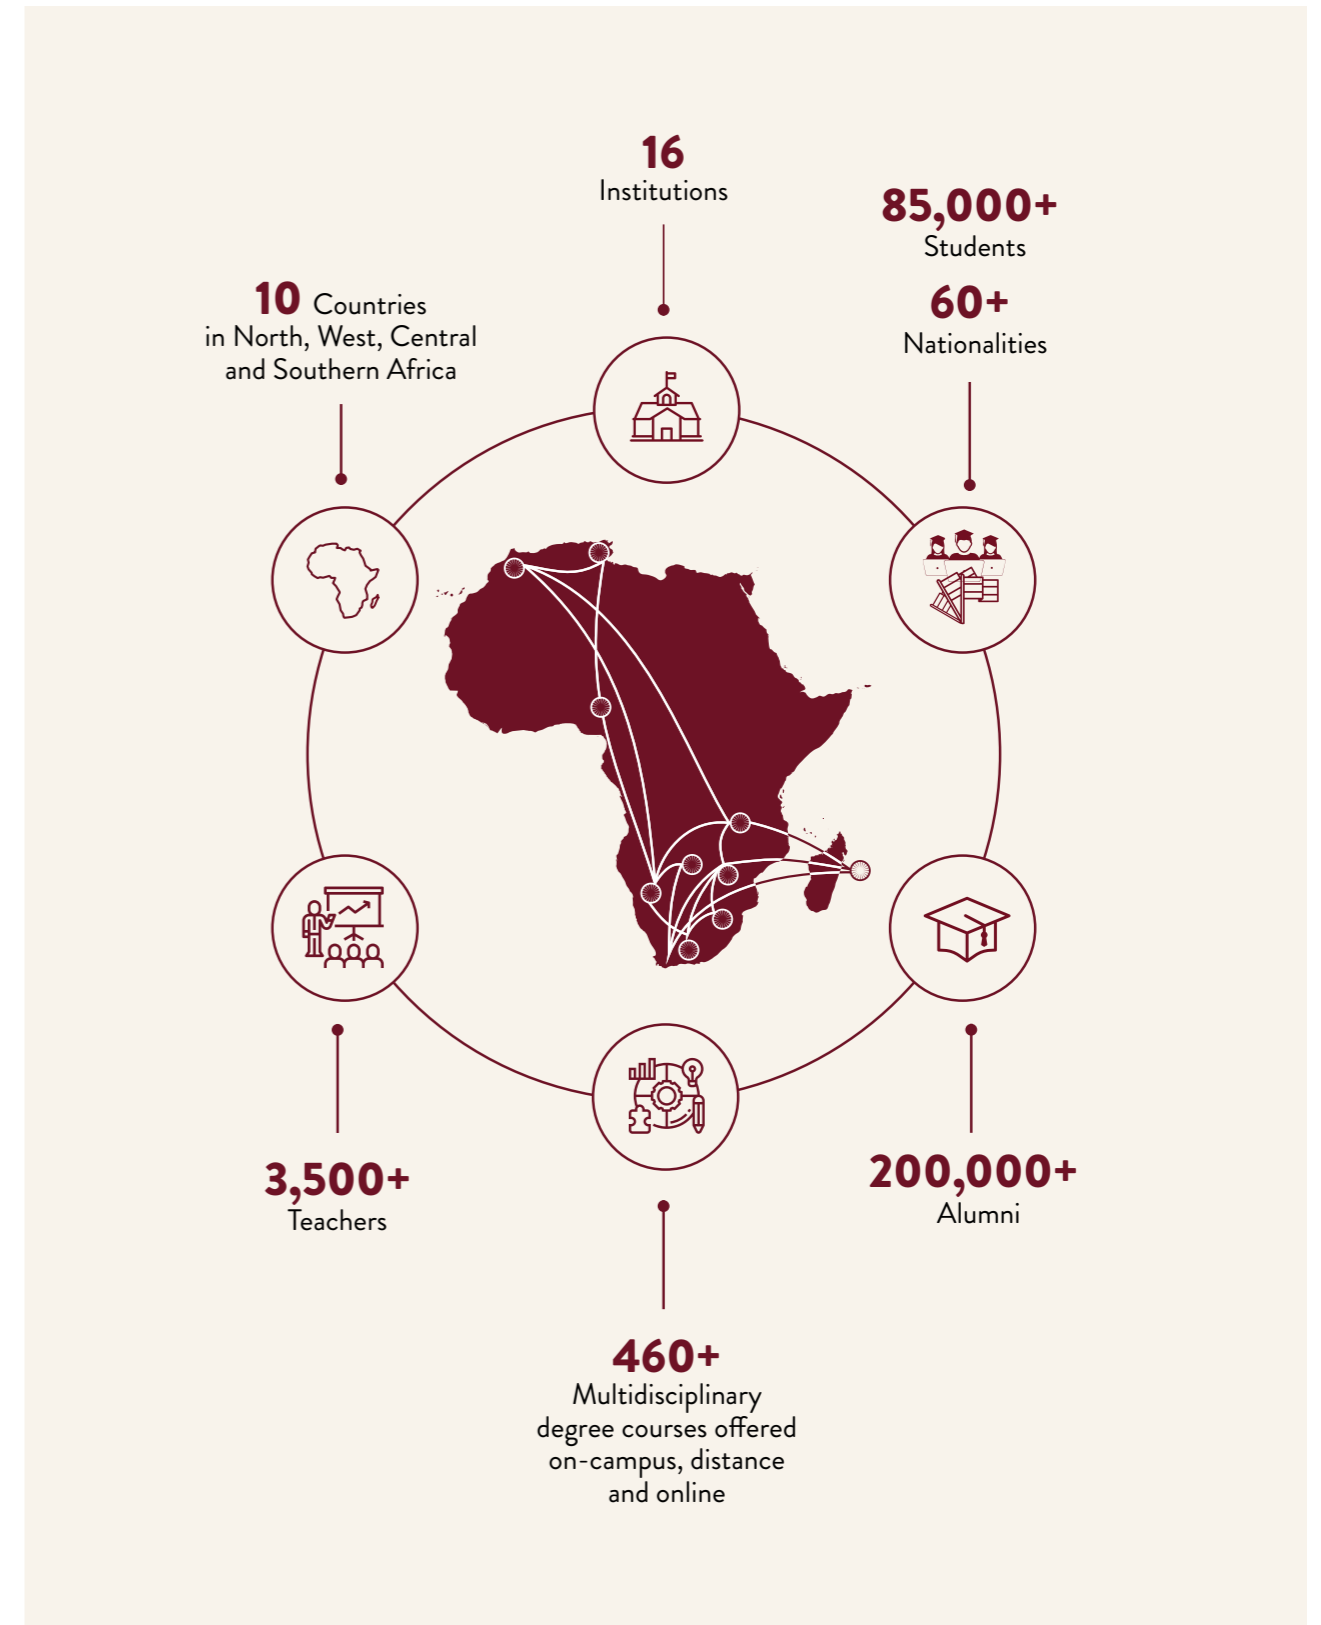 16
Institutions
85,000+
Students
60+
Nationalities
10 Countries
in North, West, Central
and Southern Africa
3,500+
Teachers
200,000+
Alumni
460+
Multidisciplinary
degree courses offered
on-campus, distance
and online